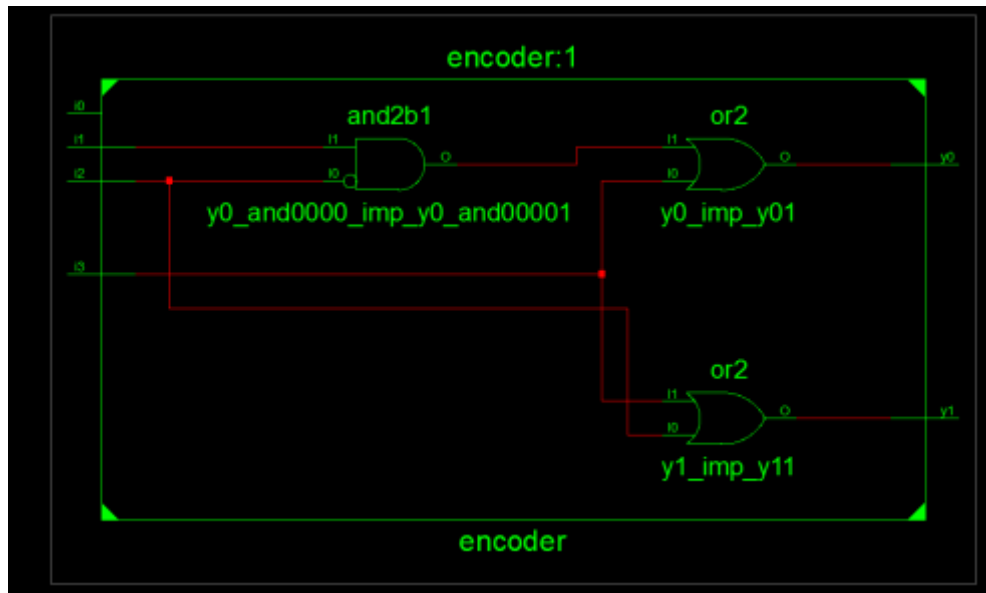 encoder:1
and2b1
or2
i0
i1
I1
O
I1
O
y0
i2
I0
I0
y0_and0000_imp_y0_and00001
y0_imp_y01
i3
or2
I1
O
y1
I0
y1_imp_y11
encoder